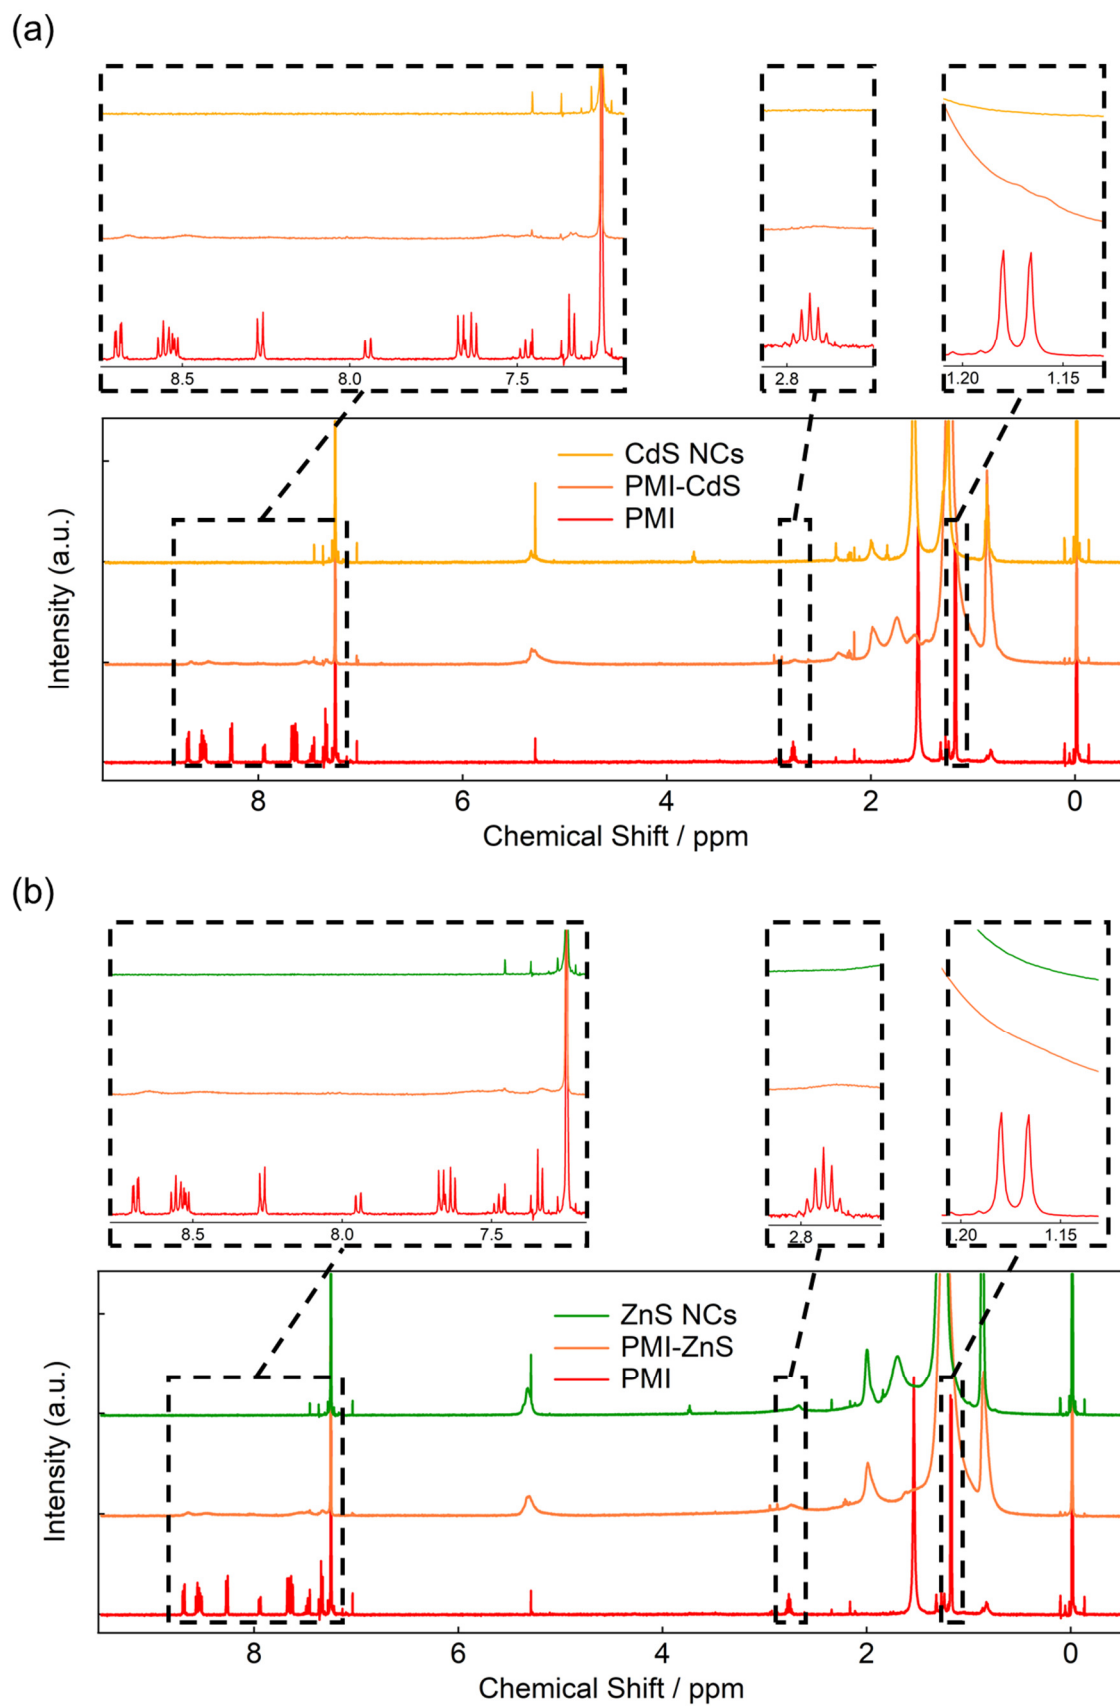 (a)
8.5 8.0 7.5 2.8 1.20 1.15
CdS NCs
PMI-CdS
PMI
Intensity (a.u.)
8 6 4 2 0
Chemical Shift / ppm
(b)
8.5 8.0 7.5 2.8 1.20 1.15
ZnS NCs
PMI-ZnS
PMI
Intensity (a.u.)
8 6 4 2 0
Chemical Shift / ppm